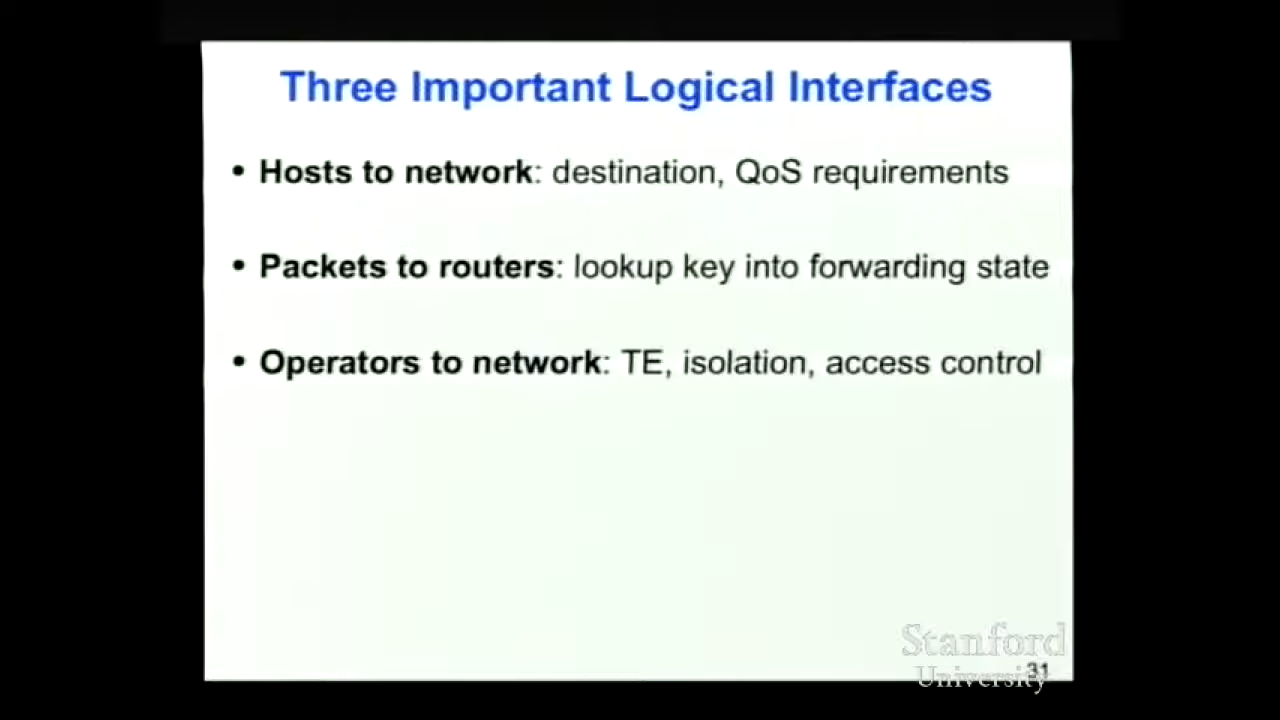 Three Important Logical Interfaces
• Hosts to network: destination, QoS requirements
• Packets to routers: lookup key into forwarding state
• Operators to network: TE, isolation, access control
Stanford
University
31